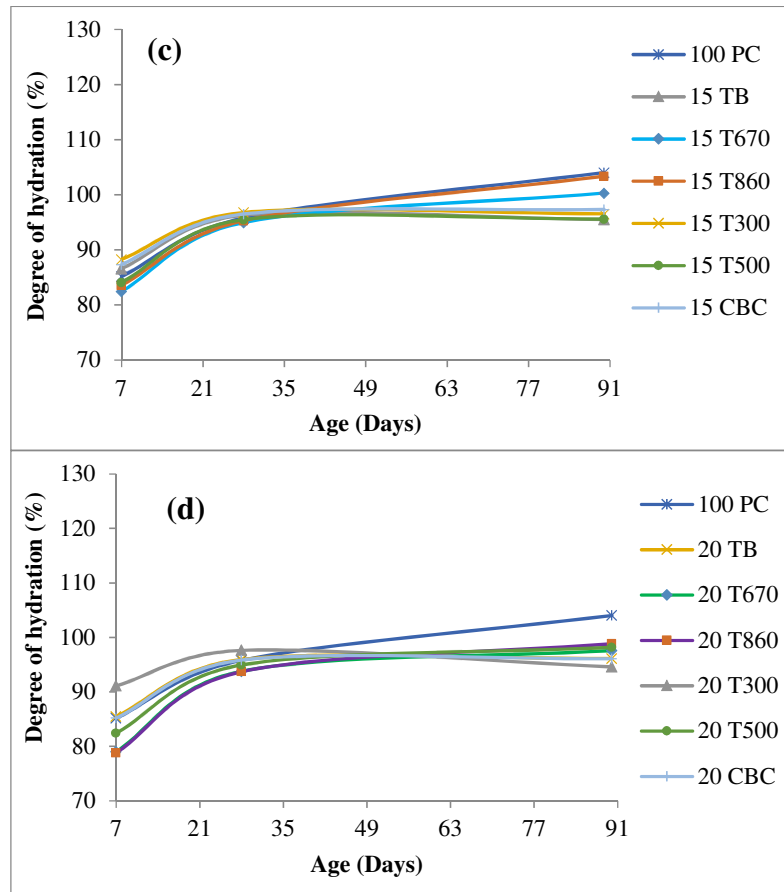 (c)
Degree of hydration (%)
130
120
110
100
90
80
70
7 21 35 49 63 77 91
Age (Days)
100 PC
15 TB
15 T670
15 T860
15 T300
15 T500
15 CBC
(d)
Degree of hydration (%)
130
120
110
100
90
80
70
7 21 35 49 63 77 91
Age (Days)
100 PC
20 TB
20 T670
20 T860
20 T300
20 T500
20 CBC